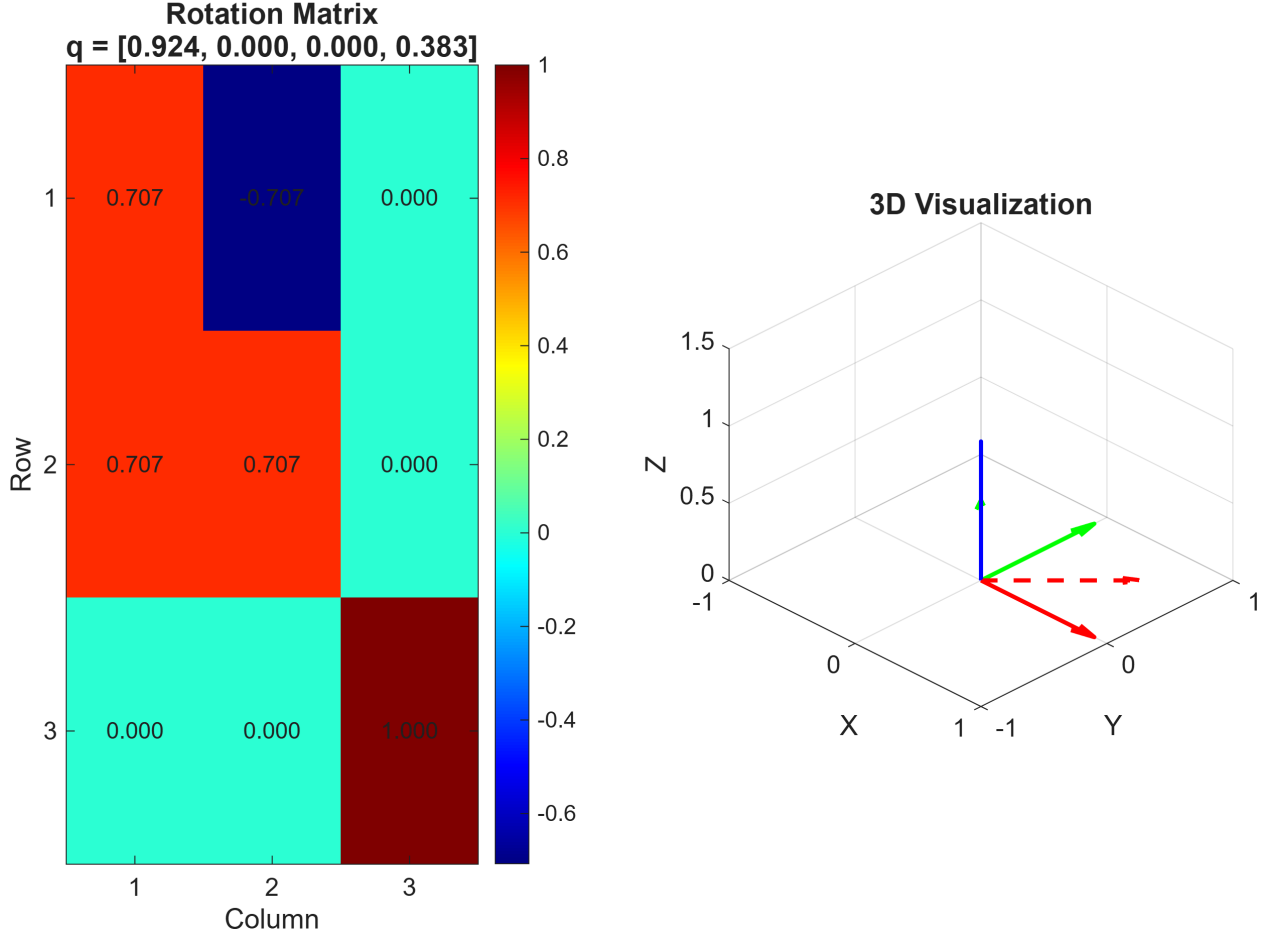 Rotation Matrix
q = [0.924, 0.000, 0.000, 0.383]
Row
1
2
3
0.707 -0.707 0.000
0.707 0.707 0.000
0.000 0.000 1.000
1 2 3
Column
1
0.8
0.6
0.4
0.2
0
-0.2
-0.4
-0.6
3D Visualization
Z
1.5
1
0.5
0
-1
0
1
X
-1
0
1
Y